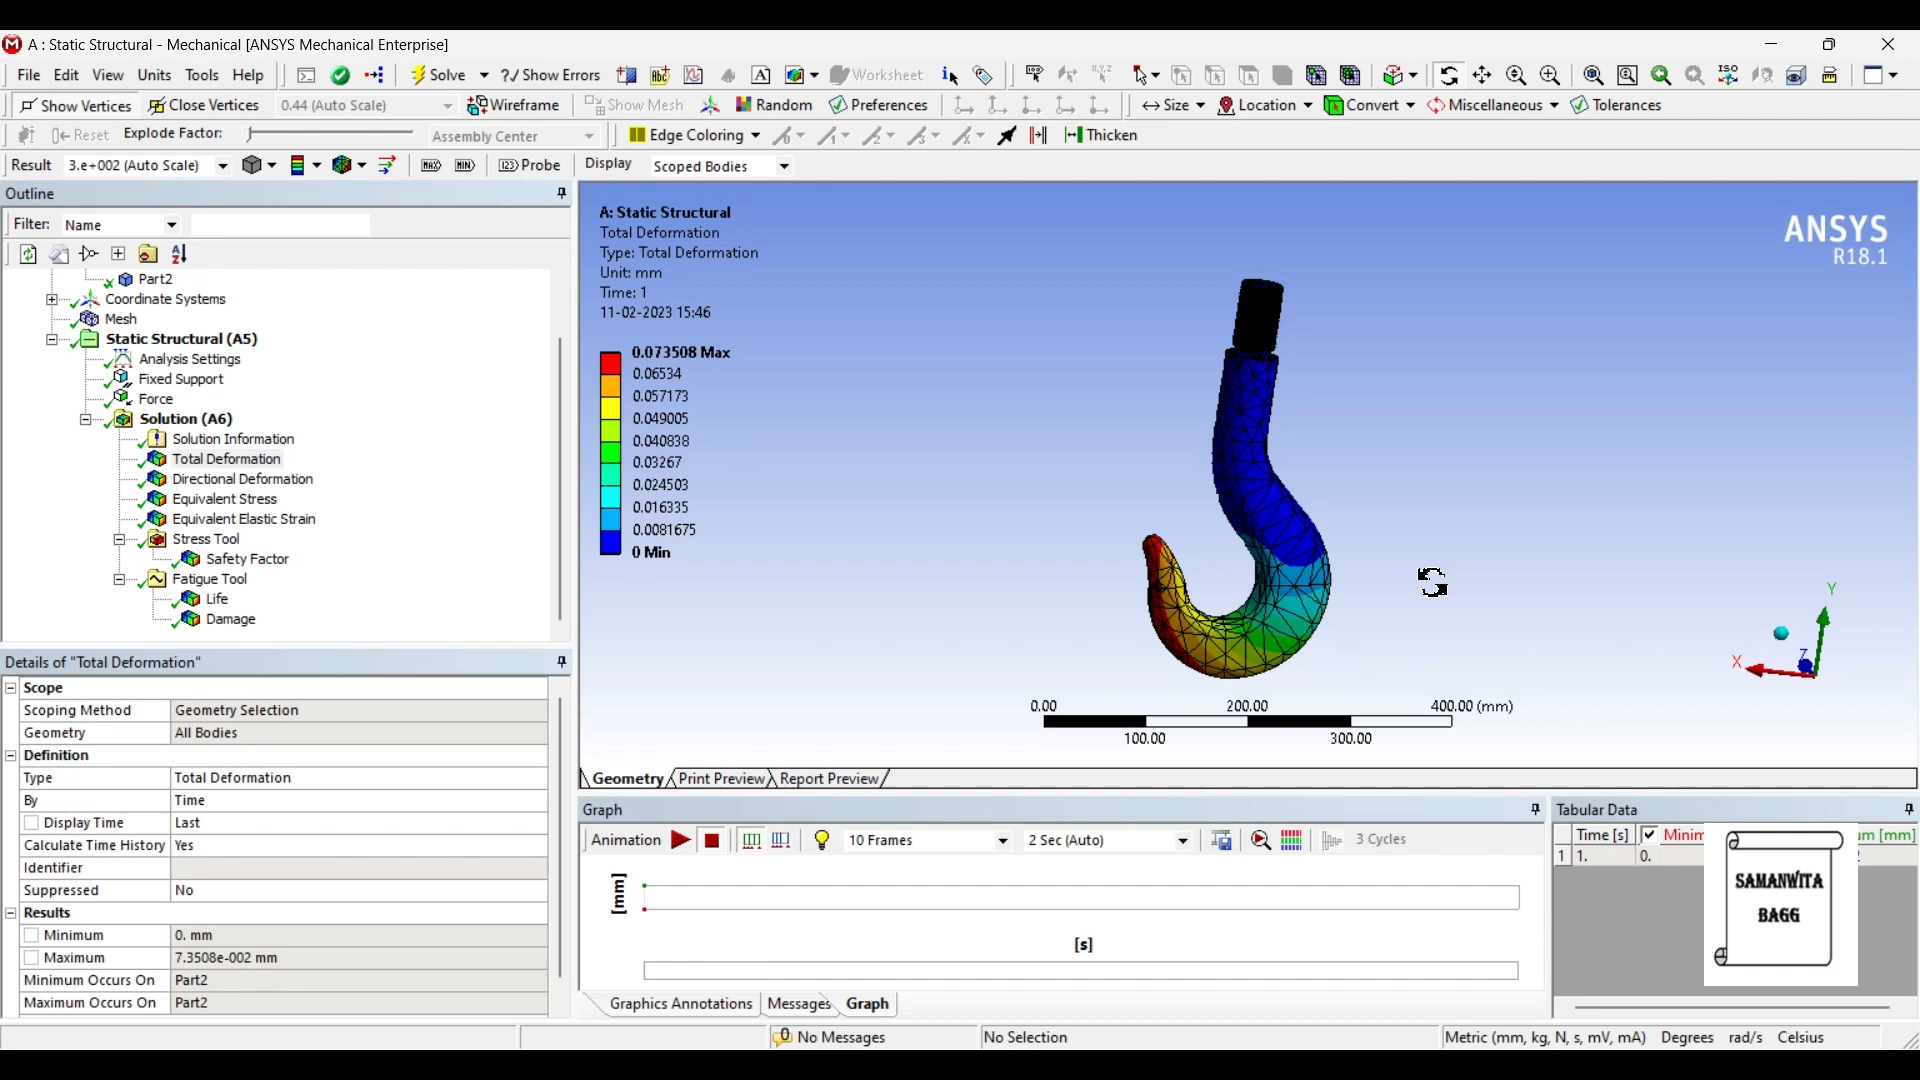 A : Static Structural - Mechanical [ANSYS Mechanical Enterprise]
File Edit View Units Tools Help Solve ?/ Show Errors Worksheet
Show Vertices Close Vertices 0.44 (Auto Scale) Wireframe Show Mesh Random Preferences Size Location Convert Miscellaneous Tolerances
Reset Explode Factor: Assembly Center Edge Coloring Thicken
Result 3.e+002 (Auto Scale) MAX MIN Probe Display Scoped Bodies
Outline
Filter: Name
Part2
Coordinate Systems
Mesh
Static Structural (A5)
Analysis Settings
Fixed Support
Force
Solution (A6)
Solution Information
Total Deformation
Directional Deformation
Equivalent Stress
Equivalent Elastic Strain
Stress Tool
Safety Factor
Fatigue Tool
Life
Damage
Details of "Total Deformation"
Scope
Scoping Method Geometry Selection
Geometry All Bodies
Definition
Type Total Deformation
By Time
Display Time Last
Calculate Time History Yes
Identifier
Suppressed No
Results
Minimum 0. mm
Maximum 7.3508e-002 mm
Minimum Occurs On Part2
Maximum Occurs On Part2
A: Static Structural
Total Deformation
Type: Total Deformation
Unit: mm
Time: 1
11-02-2023 15:46
0.073508 Max
0.06534
0.057173
0.049005
0.040838
0.03267
0.024503
0.016335
0.0081675
0 Min
ANSYS
R18.1
Y
X
Z
0.00 200.00 400.00 (mm)
100.00 300.00
Geometry Print Preview Report Preview
Graph
Animation 10 Frames 2 Sec (Auto) 3 Cycles
[mm]
[s]
Graphics Annotations Messages Graph
Tabular Data
Time [s] Minim um [mm]
1 1. 0.
SAMANWITA
BAGG
0 No Messages No Selection Metric (mm, kg, N, s, mV, mA) Degrees rad/s Celsius